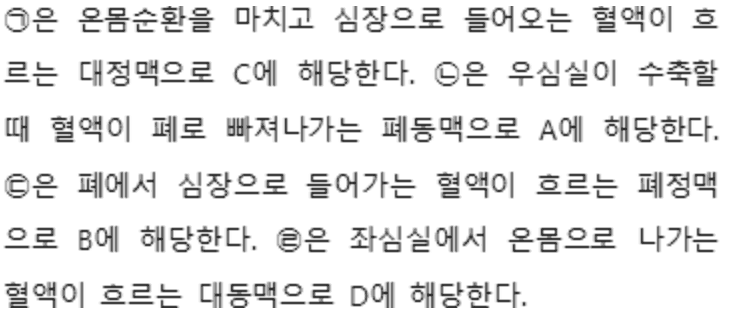 ㉠은 온몸순환을 마치고 심장으로 들어오는 혈액이 흐
르는 대정맥으로 C에 해당한다. ㉡은 우심실이 수축할
때 혈액이 폐로 빠져나가는 폐동맥으로 A에 해당한다.
㉢은 폐에서 심장으로 들어가는 혈액이 흐르는 폐정맥
으로 B에 해당한다. ㉣은 좌심실에서 온몸으로 나가는
혈액이 흐르는 대동맥으로 D에 해당한다.